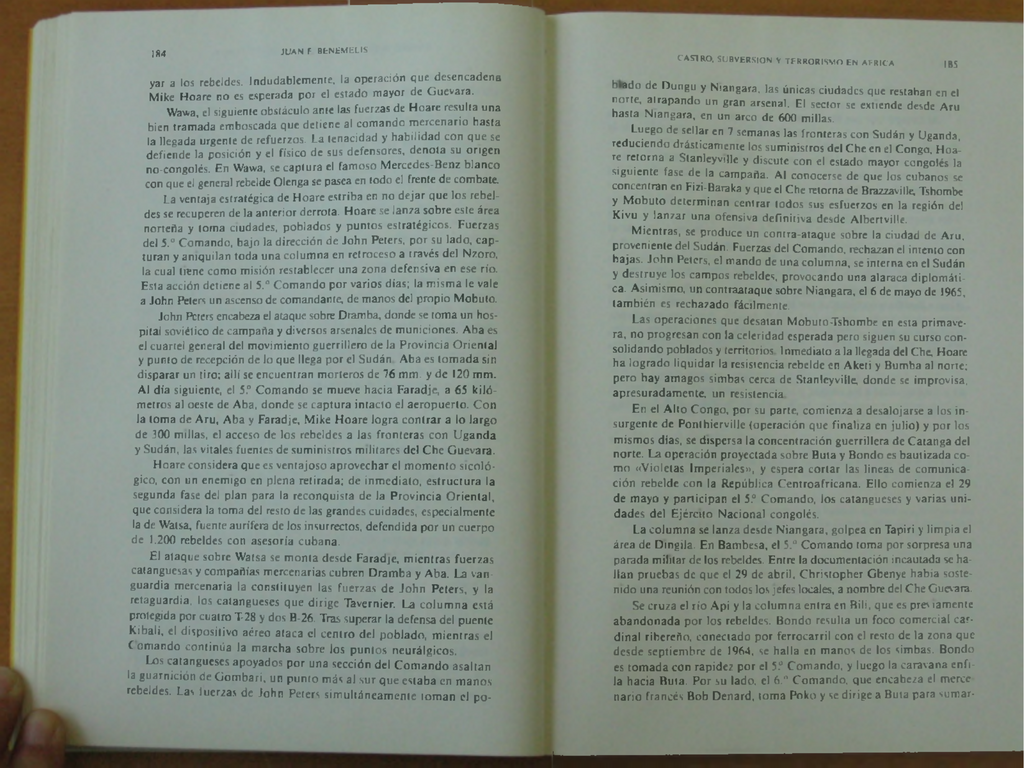 184
JUAN F. BENEMELIS
yar a los rebeldes. Indudablemente, la operación que desencadena
Mike Hoare no es esperada por el estado mayor de Guevara.
Wawa, el siguiente obstáculo ante las fuerzas de Hoare resulta una
bien tramada emboscada que detiene al comando mercenario hasta
la llegada urgente de refuerzos. La tenacidad y habilidad con que se
defiende la posición y el físico de sus defensores, denota su origen
no-congolés. En Wawa, se captura el famoso Mercedes-Benz blanco
con que el general rebelde Olenga se pasea en todo el frente de combate.
La ventaja estratégica de Hoare estriba en no dejar que los rebel-
des se recuperen de la anterior derrota. Hoare se lanza sobre este área
norteña y toma ciudades, poblados y puntos estratégicos. Fuerzas
del 5.º Comando, bajo la dirección de John Peters, por su lado, cap-
turan y aniquilan toda una columna en retroceso a través del Nzoro,
la cual tiene como misión restablecer una zona defensiva en ese río.
Esta acción detiene al 5.º Comando por varios días; la misma le vale
a John Peters un ascenso de comandante, de manos del propio Mobuto.
John Peters encabeza el ataque sobre Dramba, donde se toma un hos-
pital soviético de campaña y diversos arsenales de municiones. Aba es
el cuartel general del movimiento guerrillero de la Provincia Oriental
y punto de recepción de lo que llega por el Sudán. Aba es tomada sin
disparar un tiro; allí se encuentran morteros de 76 mm. y de 120 mm.
Al día siguiente, el 5.º Comando se mueve hacia Faradje, a 65 kiló-
metros al oeste de Aba, donde se captura intacto el aeropuerto. Con
la toma de Aru, Aba y Faradje, Mike Hoare logra contrar a lo largo
de 300 millas, el acceso de los rebeldes a las fronteras con Uganda
y Sudán, las vitales fuentes de suministros militares del Che Guevara.
Hoare considera que es ventajoso aprovechar el momento sicoló-
gico, con un enemigo en plena retirada; de inmediato, estructura la
segunda fase del plan para la reconquista de la Provincia Oriental,
que considera la toma del resto de las grandes cuidades, especialmente
la de Watsa, fuente aurífera de los insurrectos, defendida por un cuerpo
de 1.200 rebeldes con asesoría cubana.
El ataque sobre Watsa se monta desde Faradje, mientras fuerzas
catanguesas y compañías mercenarias cubren Dramba y Aba. La van-
guardia mercenaria la constituyen las fuerzas de John Peters, y la
retaguardia, los catangueses que dirige Tavernier. La columna está
protegida por cuatro T-28 y dos B-26. Tras superar la defensa del puente
Kibali, el dispositivo aéreo ataca el centro del poblado, mientras el
Comando continúa la marcha sobre los puntos neurálgicos.
Los catangueses apoyados por una sección del Comando asaltan
la guarnición de Gombari, un punto más al sur que estaba en manos
rebeldes. Las fuerzas de John Peters simultáneamente toman el po-
CASTRO, SUBVERSION Y TERRORISMO EN AFRICA
185
blado de Dungu y Niangara, las únicas ciudades que restaban en el
norte, atrapando un gran arsenal. El sector se extiende desde Aru
hasta Niangara, en un arco de 600 millas.
Luego de sellar en 7 semanas las fronteras con Sudán y Uganda,
reduciendo drásticamente los suministros del Che en el Congo, Hoa-
re retorna a Stanleyville y discute con el estado mayor congolés la
siguiente fase de la campaña. Al conocerse de que los cubanos se
concentran en Fizi-Baraka y que el Che retorna de Brazzaville, Tshombe
y Mobuto determinan centrar todos sus esfuerzos en la región del
Kivu y lanzar una ofensiva definitiva desde Albertville.
Mientras, se produce un contra-ataque sobre la ciudad de Aru,
proveniente del Sudán. Fuerzas del Comando, rechazan el intento con
bajas. John Peters, el mando de una columna, se interna en el Sudán
y destruye los campos rebeldes, provocando una alaraca diplomáti-
ca. Asimismo, un contraataque sobre Niangara, el 6 de mayo de 1965,
también es rechazado fácilmente.
Las operaciones que desatan Mobuto-Tshombe en esta primave-
ra, no progresan con la celeridad esperada pero siguen su curso con-
solidando poblados y territorios. Inmediato a la llegada del Che, Hoare
ha logrado liquidar la resistencia rebelde en Aketi y Bumba al norte;
pero hay amagos simbas cerca de Stanleyville, donde se improvisa,
apresuradamente, un resistencia.
En el Alto Congo, por su parte, comienza a desalojarse a los in-
surgente de Ponthierville (operación que finaliza en julio) y por los
mismos días, se dispersa la concentración guerrillera de Catanga del
norte. La operación proyectada sobre Buta y Bondo es bautizada co-
mo «Violetas Imperiales», y espera cortar las líneas de comunica-
ción rebelde con la República Centroafricana. Ello comienza el 29
de mayo y participan el 5.º Comando, los catangueses y varias uni-
dades del Ejército Nacional congolés.
La columna se lanza desde Niangara, golpea en Tapiri y limpia el
área de Dingila. En Bambesa, el 5.º Comando toma por sorpresa una
parada militar de los rebeldes. Entre la documentación incautada se ha-
llan pruebas de que el 29 de abril, Christopher Gbenye había soste-
nido una reunión con todos los jefes locales, a nombre del Che Guevara.
Se cruza el río Api y la columna entra en Bili, que es previamente
abandonada por los rebeldes. Bondo resulta un foco comercial car-
dinal ribereño, conectado por ferrocarril con el resto de la zona que
desde septiembre de 1964, se halla en manos de los simbas. Bondo
es tomada con rapidez por el 5.º Comando, y luego la caravana enfi-
la hacia Buta. Por su lado, el 6.º Comando, que encabeza el merce-
nario francés Bob Denard, toma Poko y se dirige a Buta para sumar-